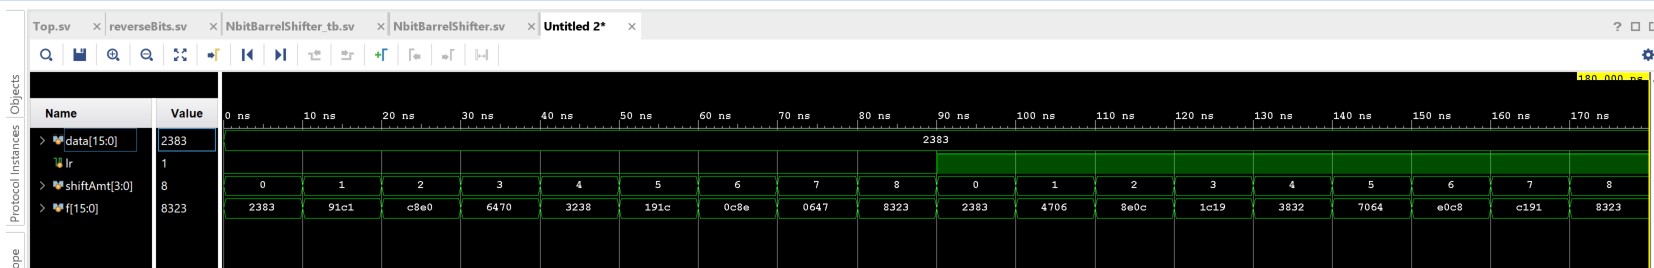 Top.sv × reverseBits.sv × NbitBarrelShifter_tb.sv × NbitBarrelShifter.sv × Untitled 2* × ?
Objects
Protocol Instances
180.000 ns
Name Value 0 ns 10 ns 20 ns 30 ns 40 ns 50 ns 60 ns 70 ns 80 ns 90 ns 100 ns 110 ns 120 ns 130 ns 140 ns 150 ns 160 ns 170 ns
data[15:0] 2383 2383
lr 1
shiftAmt[3:0] 8 0 1 2 3 4 5 6 7 8 0 1 2 3 4 5 6 7 8
f[15:0] 8323 2383 91c1 c8e0 6470 3238 191c 0c8e 0647 8323 2383 4706 8e0c 1c19 3832 7064 e0c8 c191 8323